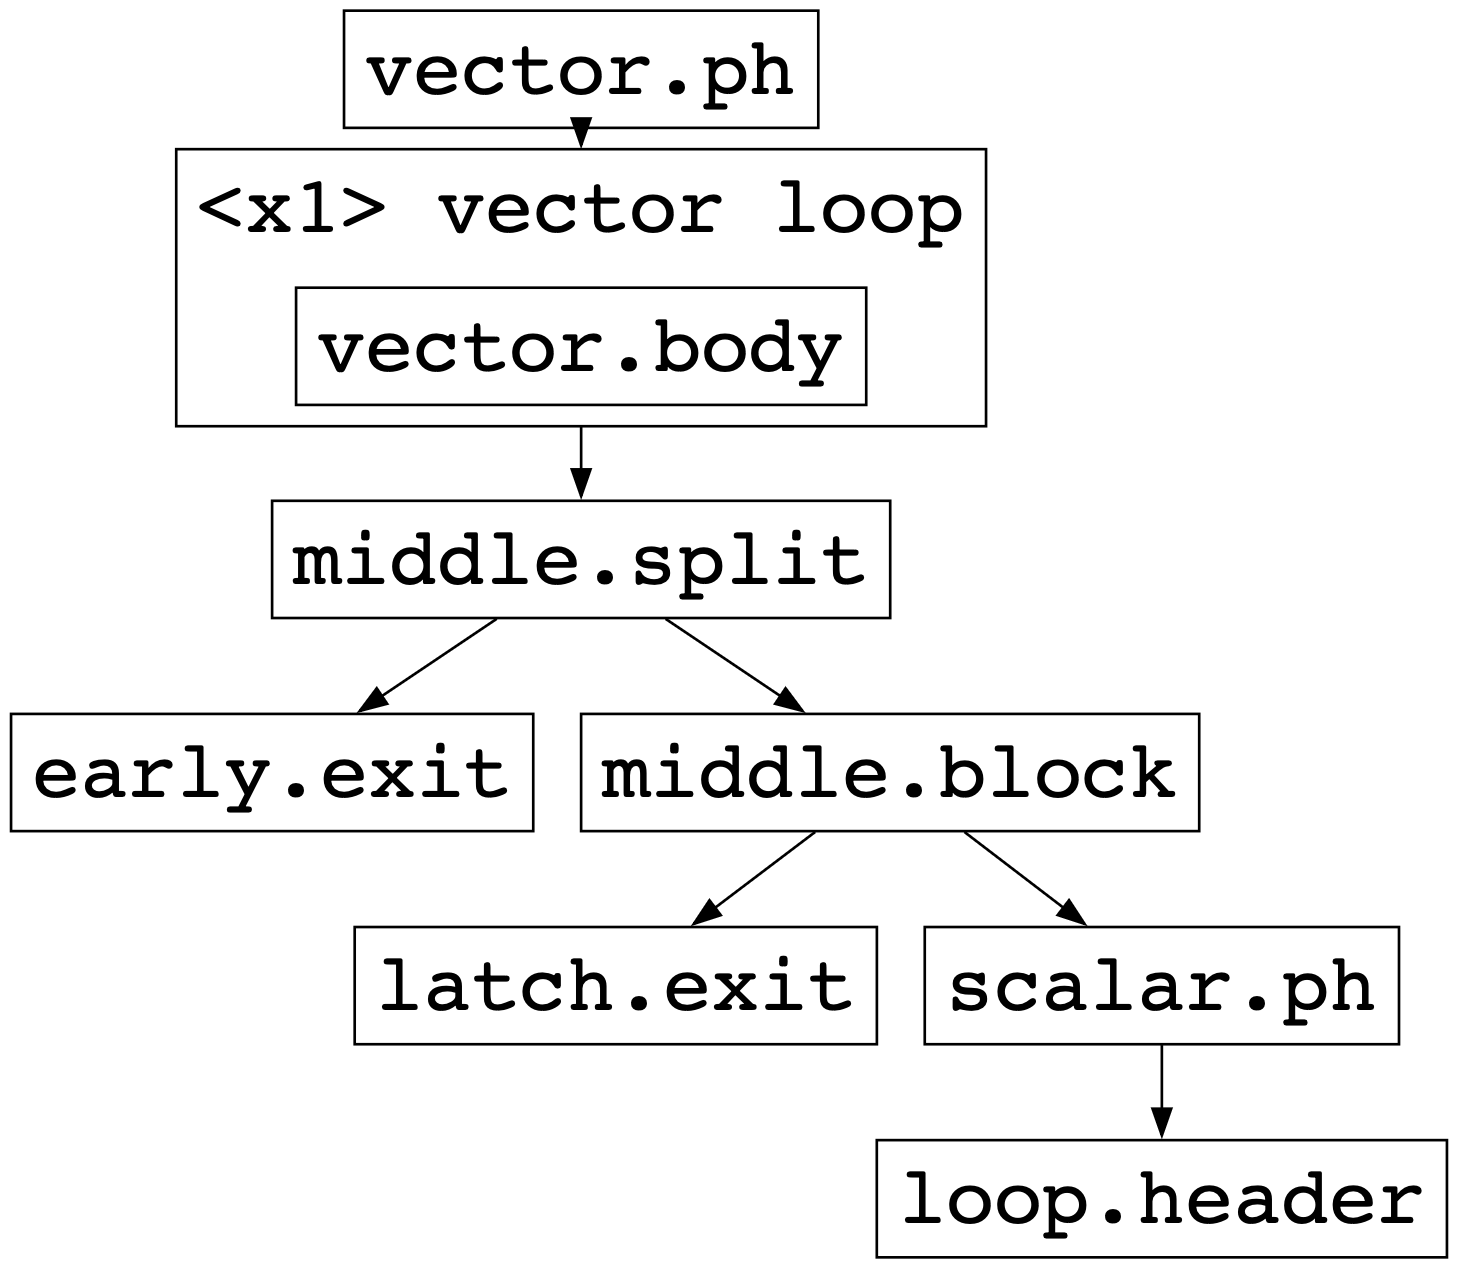 vector.ph
<x1> vector loop
vector.body
middle.split
early.exit
middle.block
latch.exit
scalar.ph
loop.header